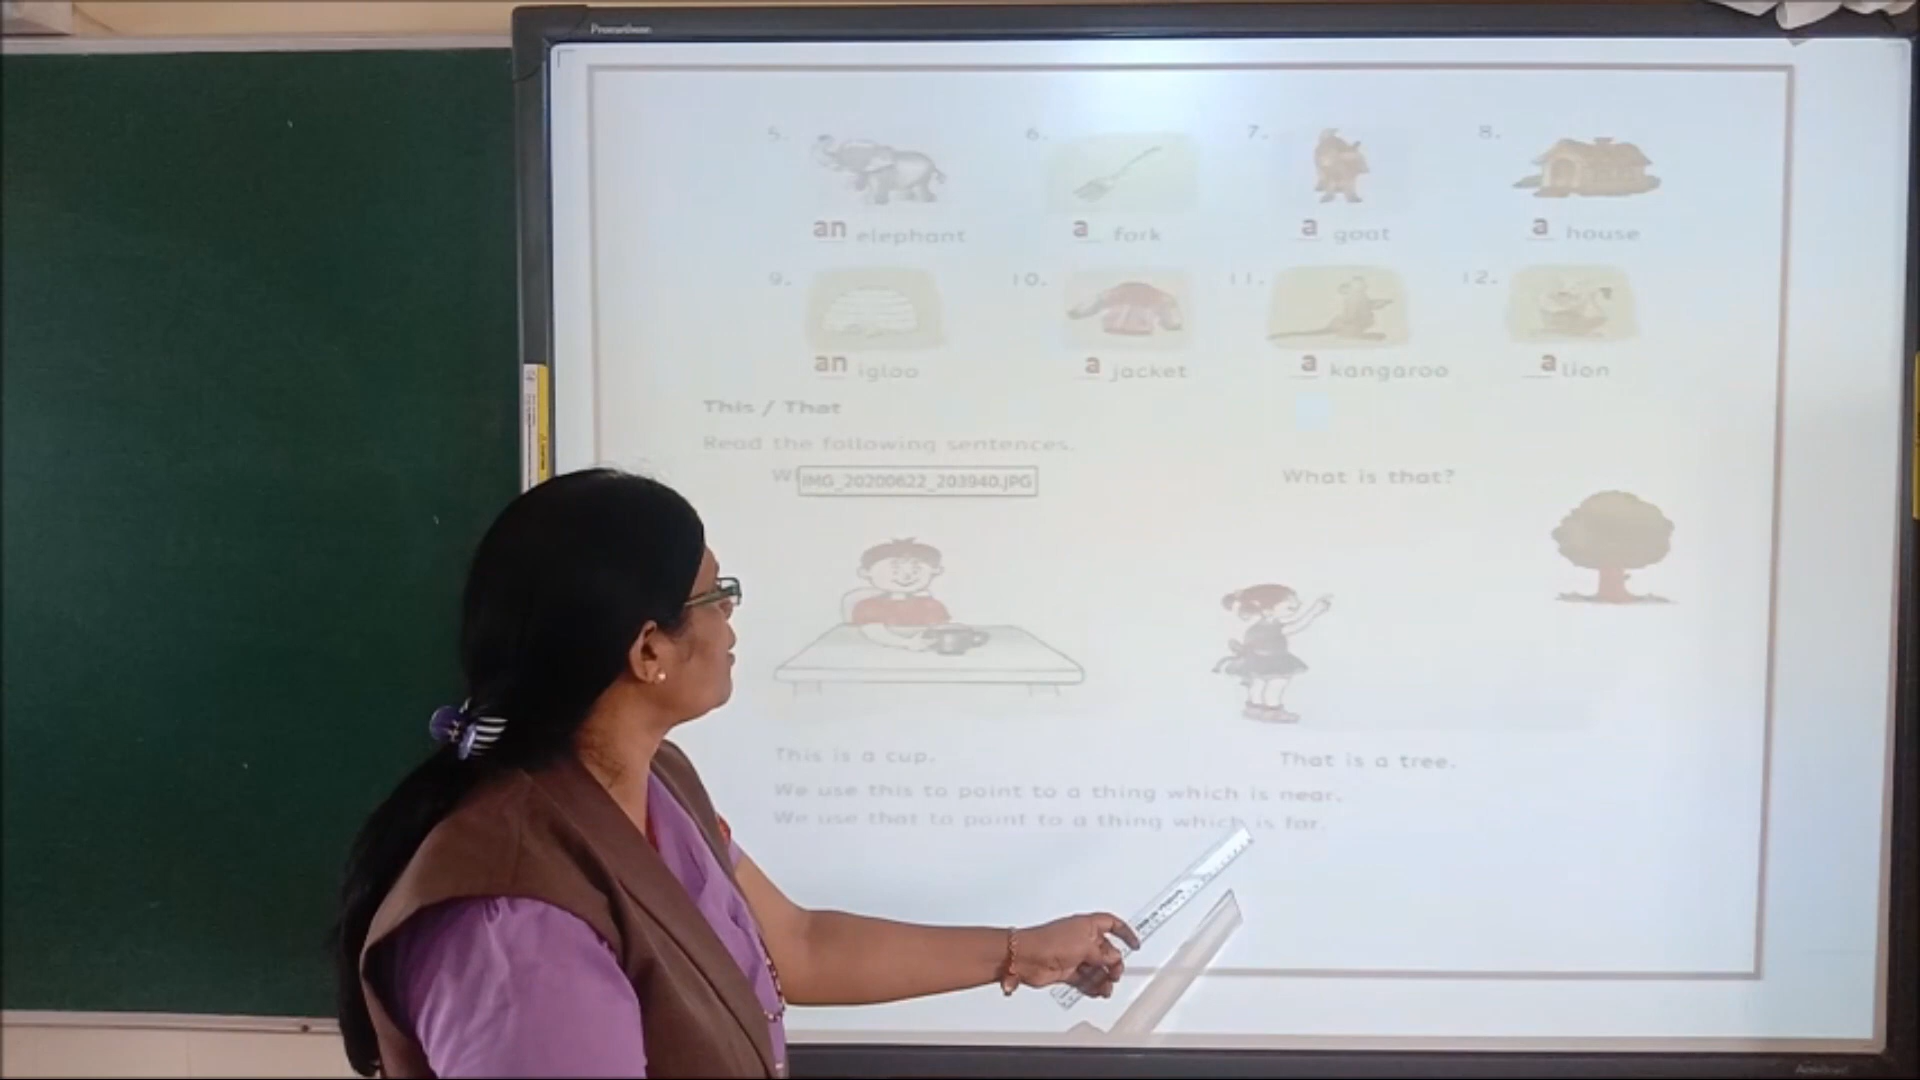 Promethean
5. 6. 7. 8.
an elephant a fork a goat a house
9. 10. 11. 12.
an igloo a jacket a kangaroo a lion
This / That
Read the following sentences.
IMG_20200622_203940.JPG What is that?
This is a cup. That is a tree.
We use this to point to a thing which is near.
We use that to point to a thing which is far.